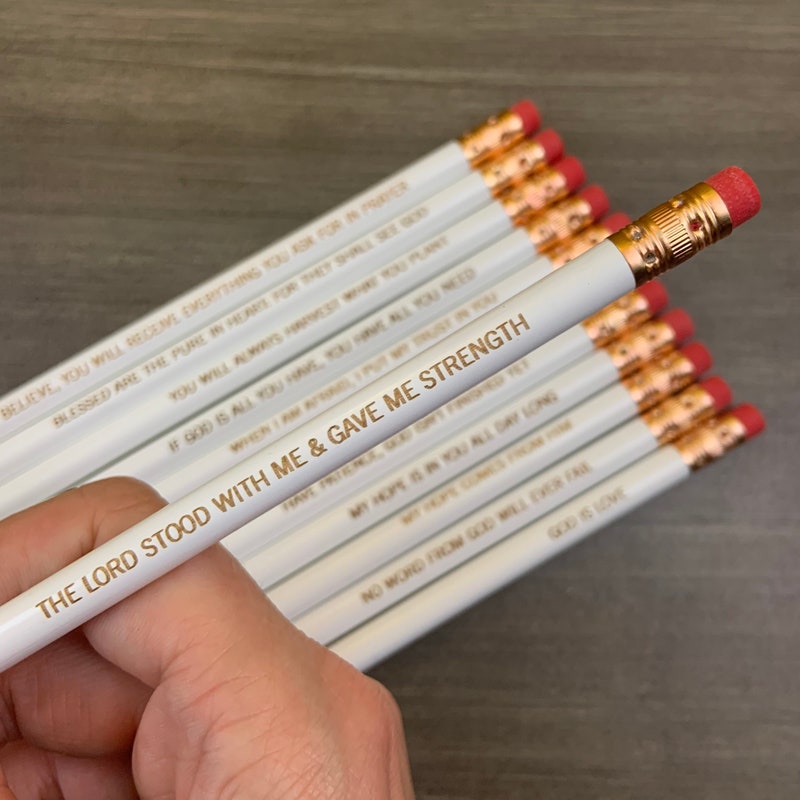 BELIEVE, YOU WILL RECEIVE EVERYTHING YOU ASK FOR IN PRAYER
BLESSED ARE THE PURE IN HEART, FOR THEY SHALL SEE GOD
YOU WILL ALWAYS HARVEST WHAT YOU PLANT
IF GOD IS ALL YOU HAVE, YOU HAVE ALL YOU NEED
WHEN I AM AFRAID, I PUT MY TRUST IN YOU
THE LORD STOOD WITH ME & GAVE ME STRENGTH
HAVE PATIENCE, GOD ISN'T FINISHED YET
MY HOPE IS IN YOU ALL DAY LONG
MY HOPE COMES FROM HIM
NO WORD FROM GOD WILL EVER FAIL
GOD IS LOVE